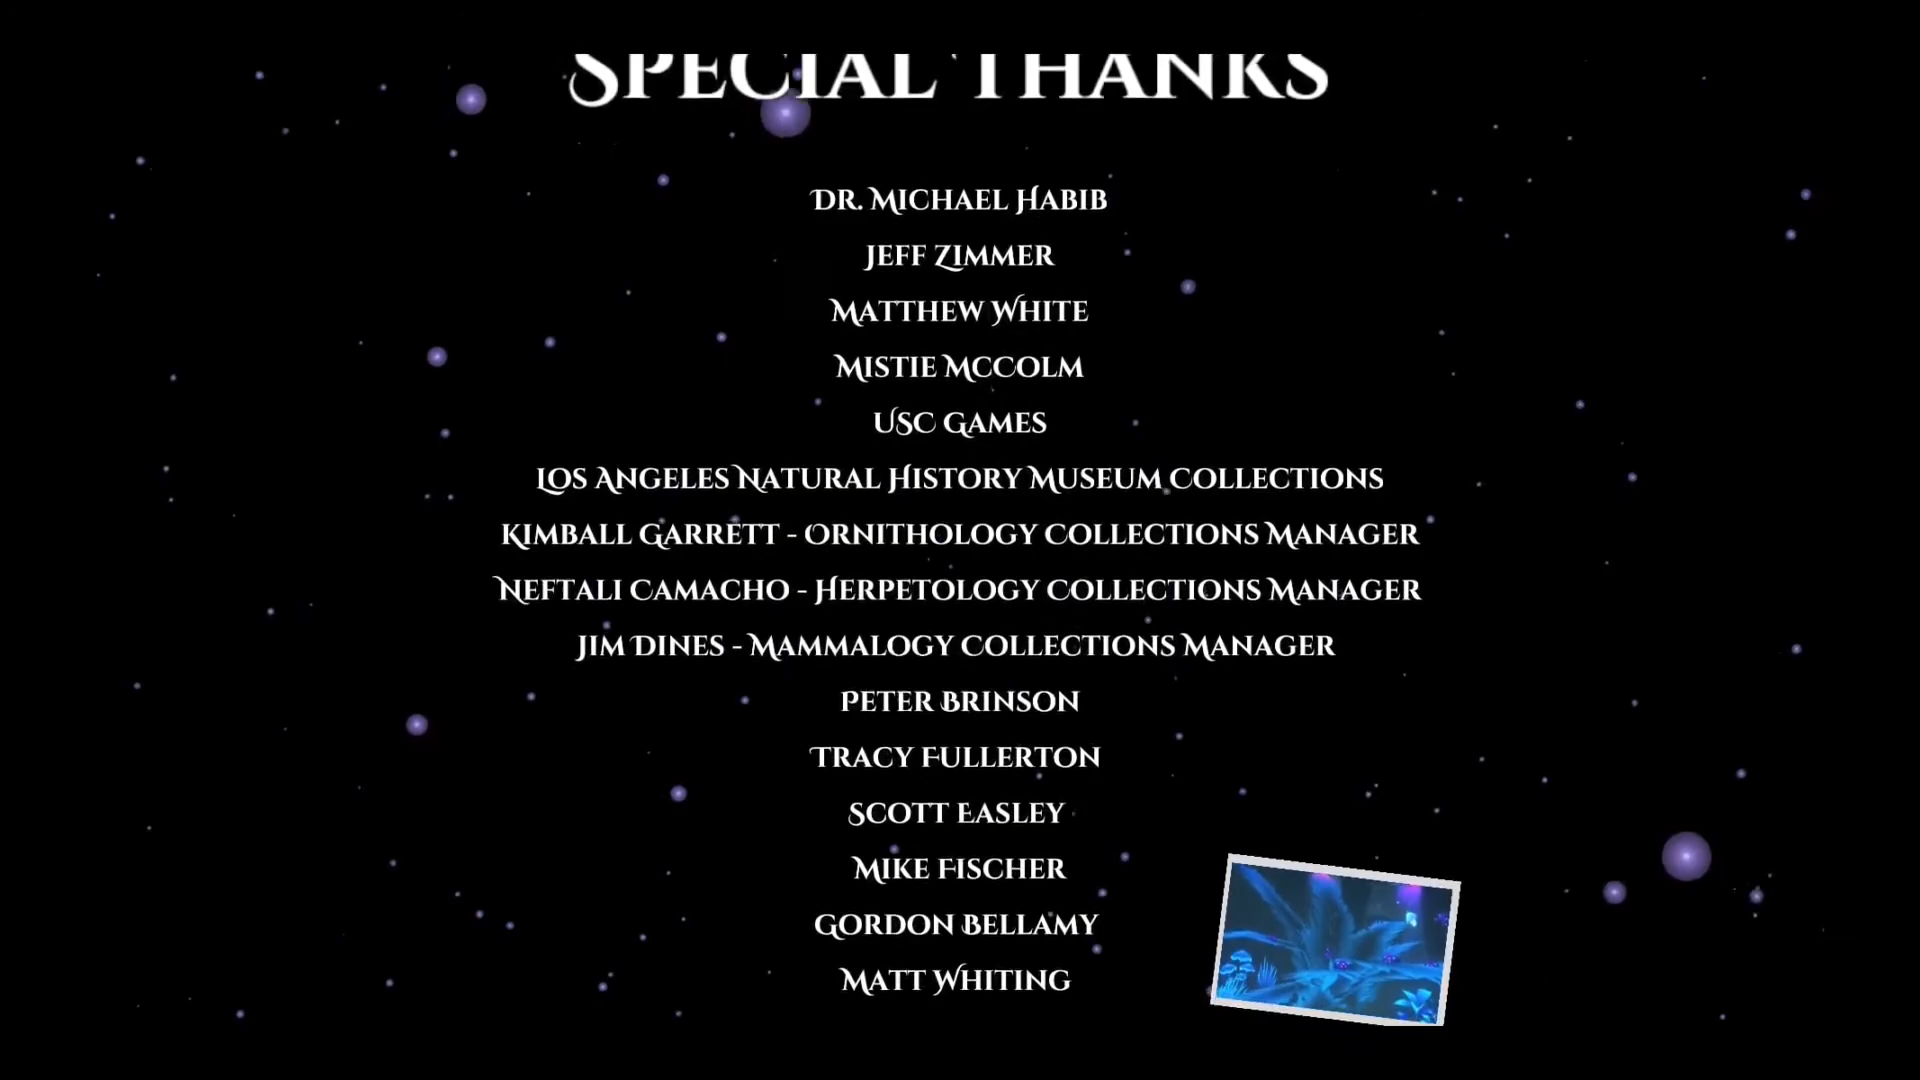 Special Thanks
Dr. Michael Habib
Jeff Zimmer
Matthew White
Mistie McColm
USC Games
Los Angeles Natural History Museum Collections
Kimball Garrett - Ornithology Collections Manager
Neftali Camacho - Herpetology Collections Manager
Jim Dines - Mammalogy Collections Manager
Peter Brinson
Tracy Fullerton
Scott Easley
Mike Fischer
Gordon Bellamy
Matt Whiting